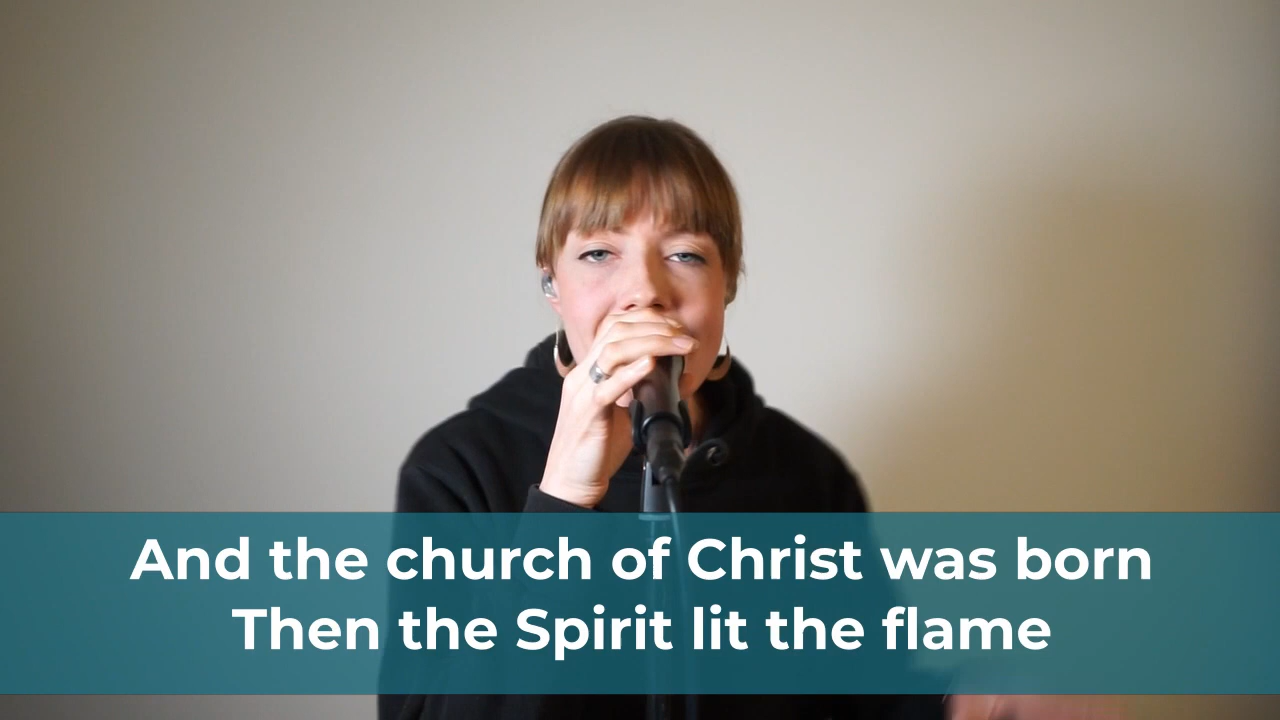 And the church of Christ was born
Then the Spirit lit the flame